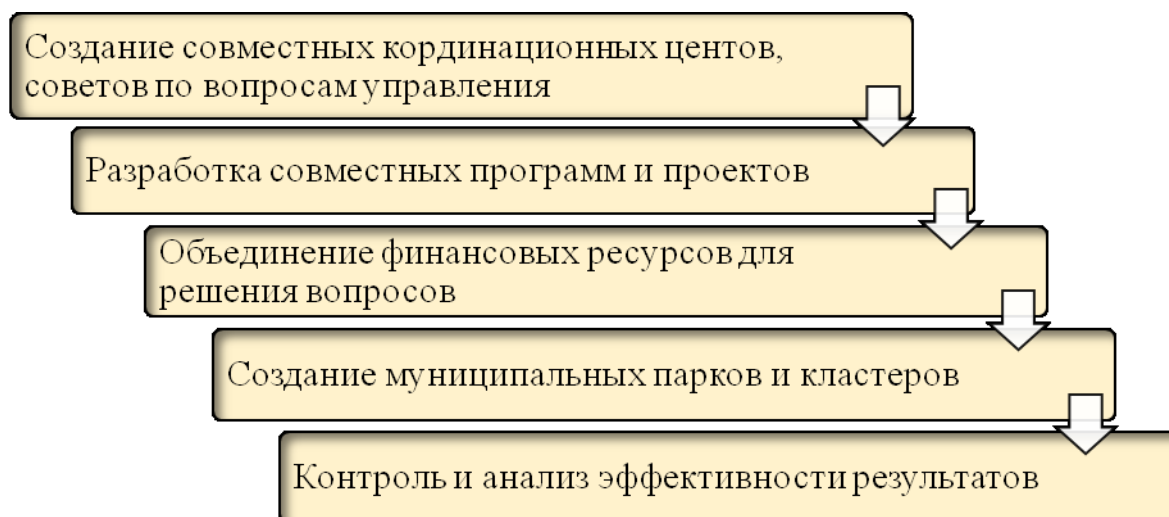 Создание совместных кординационных центов,
советов по вопросам управления
Разработка совместных программ и проектов
Объединение финансовых ресурсов для
решения вопросов
Создание муниципальных парков и кластеров
Контроль и анализ эффективности результатов